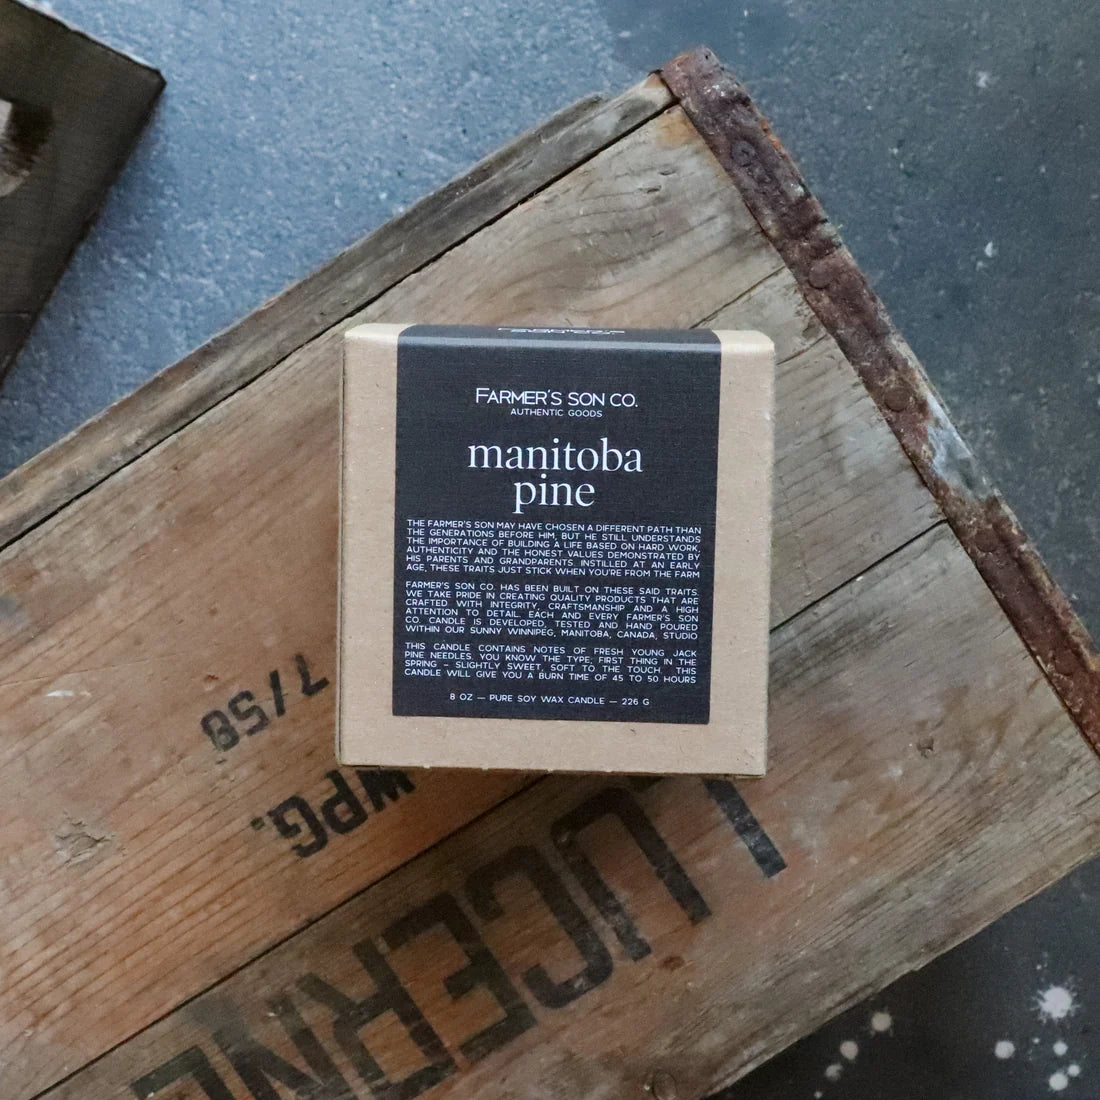 FARMER'S SON CO.
AUTHENTIC GOODS
manitoba
pine
THE FARMER'S SON MAY HAVE CHOSEN A DIFFERENT PATH THAN
THE GENERATIONS BEFORE HIM, BUT HE STILL UNDERSTANDS
THE IMPORTANCE OF BUILDING A LIFE BASED ON HARD WORK,
AUTHENTICITY AND THE HONEST VALUES DEMONSTRATED BY
HIS PARENTS AND GRANDPARENTS. INSTILLED AT AN EARLY
AGE, THESE TRAITS JUST STICK WHEN YOU'RE FROM THE FARM
FARMER'S SON CO. HAS BEEN BUILT ON THESE SAID TRAITS.
WE TAKE PRIDE IN CREATING QUALITY PRODUCTS THAT ARE
CRAFTED WITH INTEGRITY, CRAFTSMANSHIP AND A HIGH
ATTENTION TO DETAIL. EACH AND EVERY FARMER'S SON
CO. CANDLE IS DEVELOPED, TESTED AND HAND POURED
WITHIN OUR SUNNY WINNIPEG, MANITOBA, CANADA, STUDIO
THIS CANDLE CONTAINS NOTES OF FRESH YOUNG JACK
PINE NEEDLES. YOU KNOW THE TYPE, FIRST THING IN THE
SPRING – SLIGHTLY SWEET, SOFT TO THE TOUCH. THIS
CANDLE WILL GIVE YOU A BURN TIME OF 45 TO 50 HOURS
8 OZ — PURE SOY WAX CANDLE — 226 G
LUCERNE
WPG.
7/58